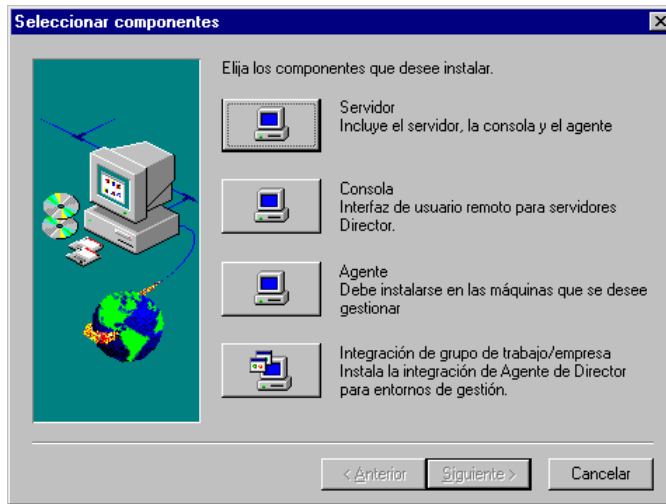 Seleccionar componentes
Elija los componentes que desee instalar.
Servidor
Incluye el servidor, la consola y el agente
Consola
Interfaz de usuario remoto para servidores
Director.
Agente
Debe instalarse en las máquinas que se desee
gestionar
Integración de grupo de trabajo/empresa
Instala la integración de Agente de Director
para entornos de gestión.
< Anterior
Siguiente >
Cancelar